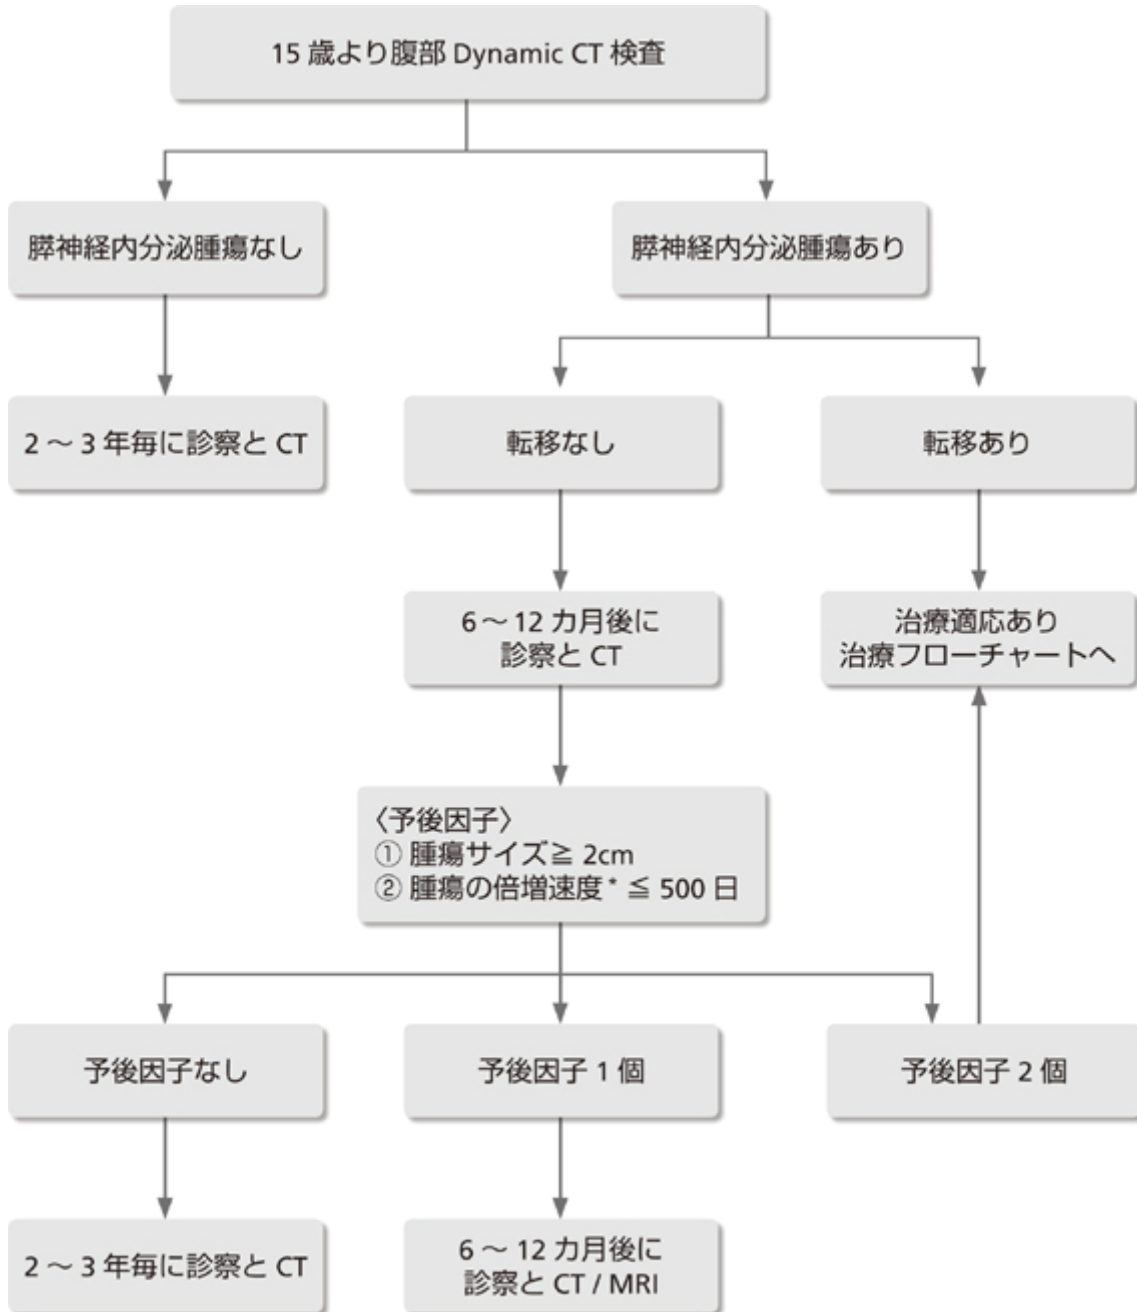 15 歳より腹部 Dynamic CT 検査
膵神経内分泌腫瘍なし
膵神経内分泌腫瘍あり
2 ～ 3 年毎に診察と CT
転移なし
転移あり
6 ～ 12 カ月後に
診察と CT
治療適応あり
治療フローチャートへ
〈予後因子〉
① 腫瘍サイズ≧ 2cm
② 腫瘍の倍増速度* ≦ 500 日
予後因子なし
予後因子 1 個
予後因子 2 個
2 ～ 3 年毎に診察と CT
6 ～ 12 カ月後に
診察と CT / MRI